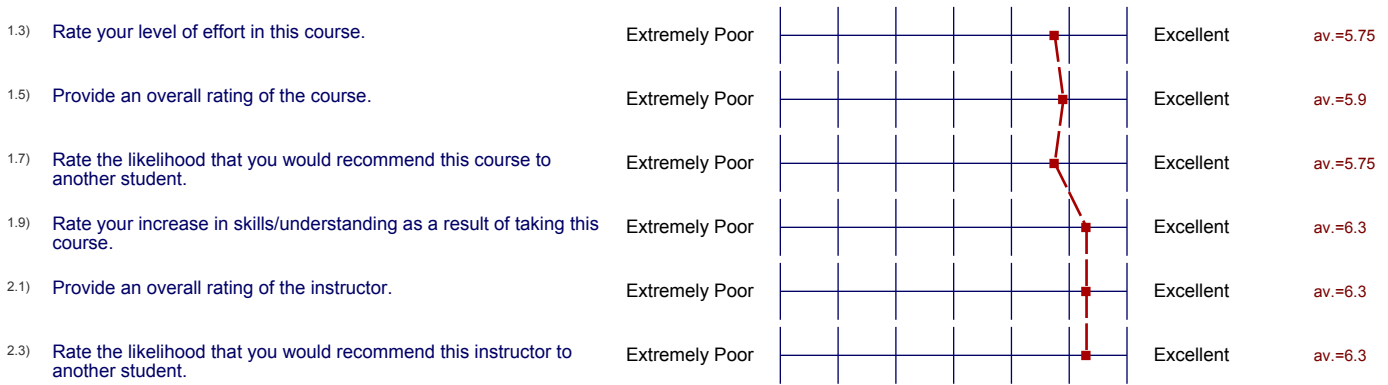 1.3) Rate your level of effort in this course. Extremely Poor Excellent av.=5.75
1.5) Provide an overall rating of the course. Extremely Poor Excellent av.=5.9
1.7) Rate the likelihood that you would recommend this course to
another student. Extremely Poor Excellent av.=5.75
1.9) Rate your increase in skills/understanding as a result of taking this
course. Extremely Poor Excellent av.=6.3
2.1) Provide an overall rating of the instructor. Extremely Poor Excellent av.=6.3
2.3) Rate the likelihood that you would recommend this instructor to
another student. Extremely Poor Excellent av.=6.3